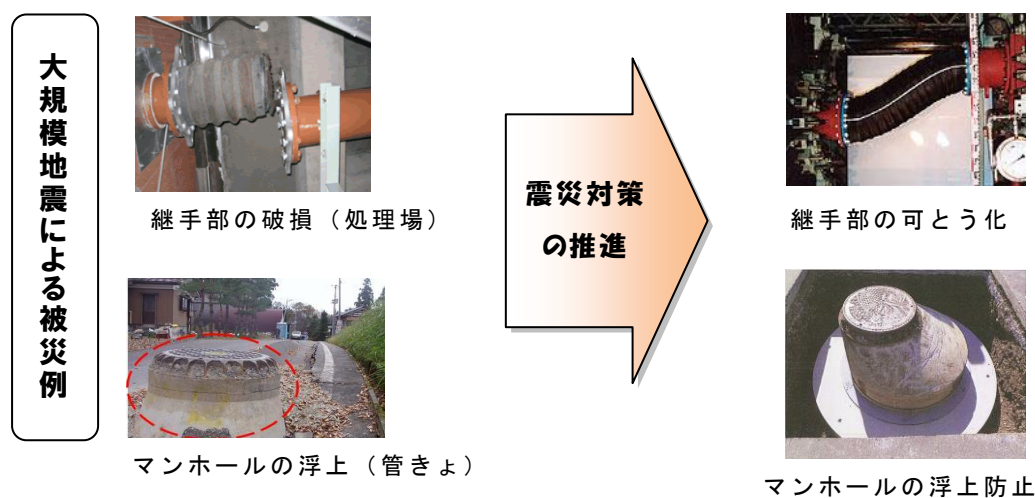 大規模地震による被災例
継手部の破損（処理場）
マンホールの浮上（管きょ）
震災対策
の推進
継手部の可とう化
マンホールの浮上防止